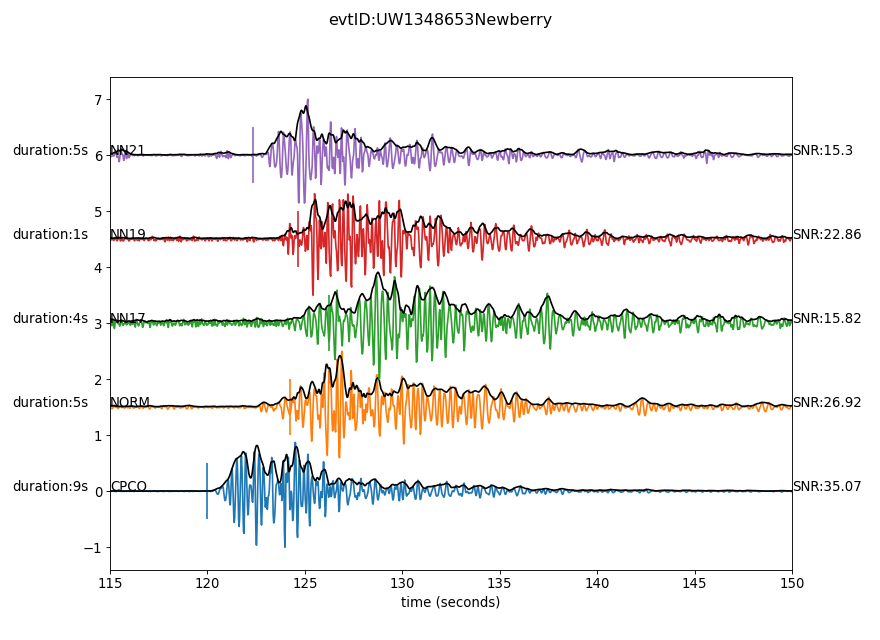 evtID:UW1348653Newberry
7
duration:5s 6 NN21 SNR:15.3
5
duration:1s NN19 SNR:22.86
4
duration:4s 3 NN17 SNR:15.82
2
duration:5s NORM SNR:26.92
1
duration:9s 0 CPCO SNR:35.07
−1
115 120 125 130 135 140 145 150
time (seconds)